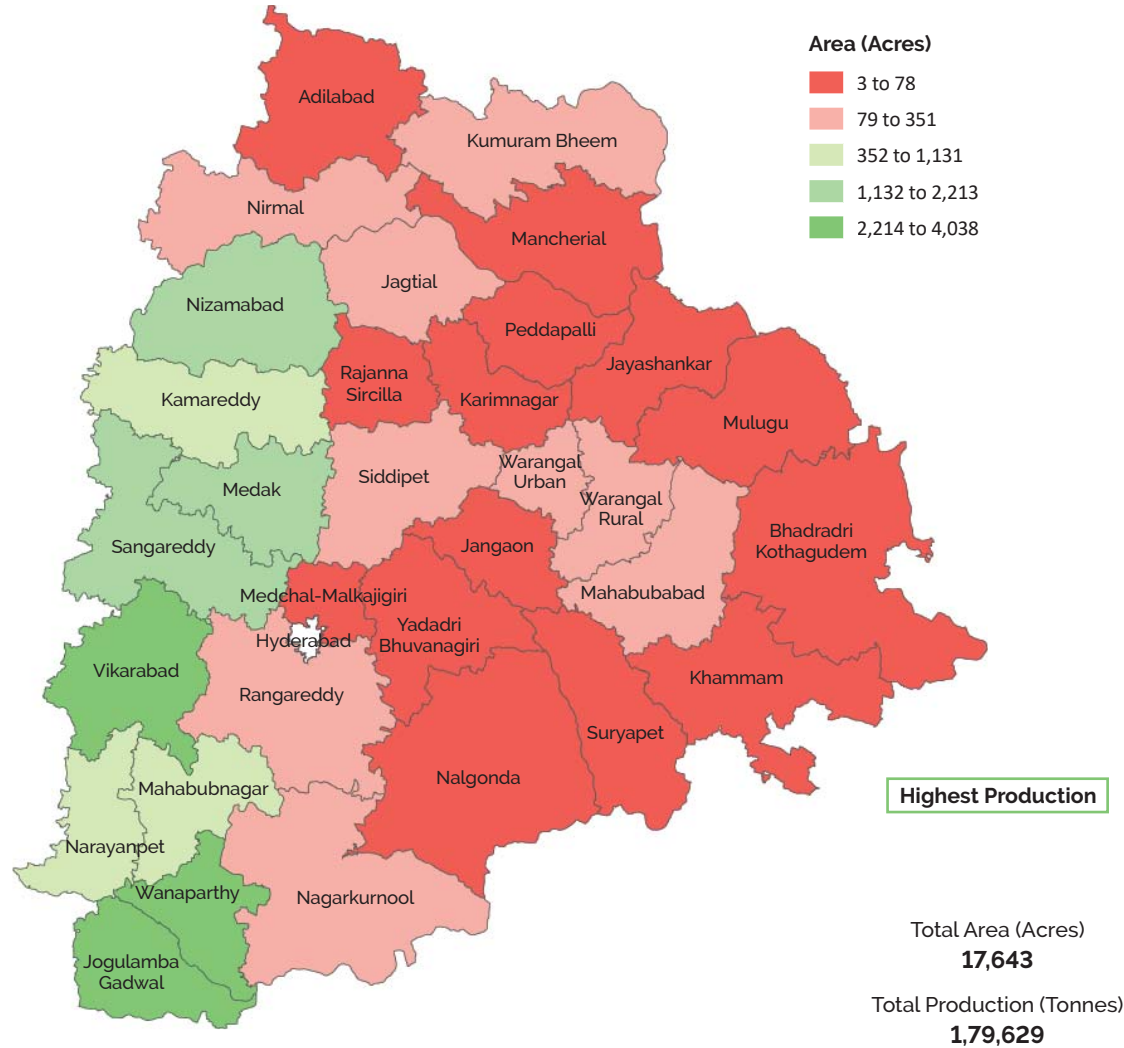 Area (Acres)
3 to 78
79 to 351
352 to 1,131
1,132 to 2,213
2,214 to 4,038
Adilabad
Kumuram Bheem
Nirmal
Mancherial
Jagtial
Nizamabad
Peddapalli
Jayashankar
Rajanna
Sircilla
Kamareddy
Karimnagar
Mulugu
Siddipet
Warangal
Urban
Medak
Warangal
Rural
Bhadradri
Kothagudem
Sangareddy
Jangaon
Mahabubabad
Medchal-Malkajigiri
Yadadri
Bhuvanagiri
Hyderabad
Vikarabad
Rangareddy
Khammam
Suryapet
Nalgonda
Mahabubnagar
Narayanpet
Wanaparthy
Nagarkurnool
Jogulamba
Gadwal
Highest Production
Total Area (Acres)
17,643
Total Production (Tonnes)
1,79,629